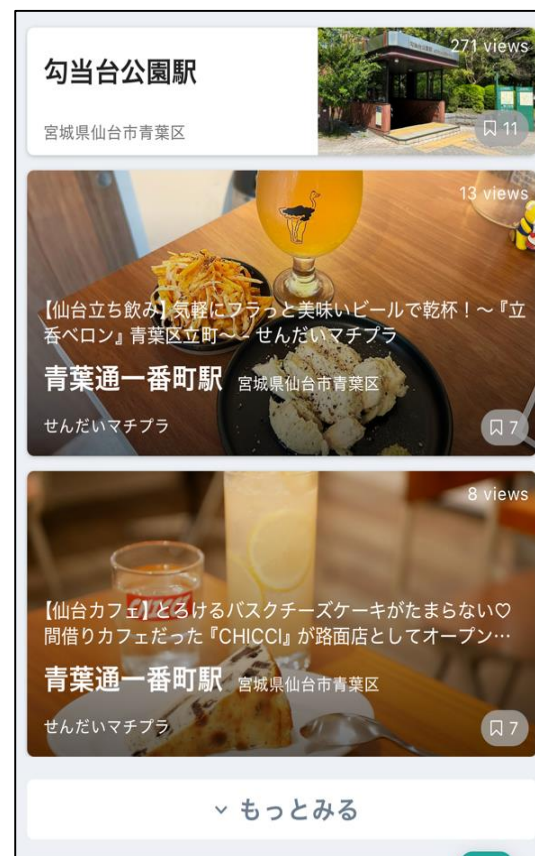 271 views
勾当台公園駅
宮城県仙台市青葉区
11
13 views
【仙台立ち飲み】気軽にフラっと美味いビールで乾杯！～『立
呑ベロン』青葉区立町～ - せんだいマチプラ
青葉通一番町駅 宮城県仙台市青葉区
せんだいマチプラ
7
8 views
【仙台カフェ】とろけるバスクチーズケーキがたまらない♡
間借りカフェだった『CHICCI』が路面店としてオープン…
青葉通一番町駅 宮城県仙台市青葉区
せんだいマチプラ
7
もっとみる